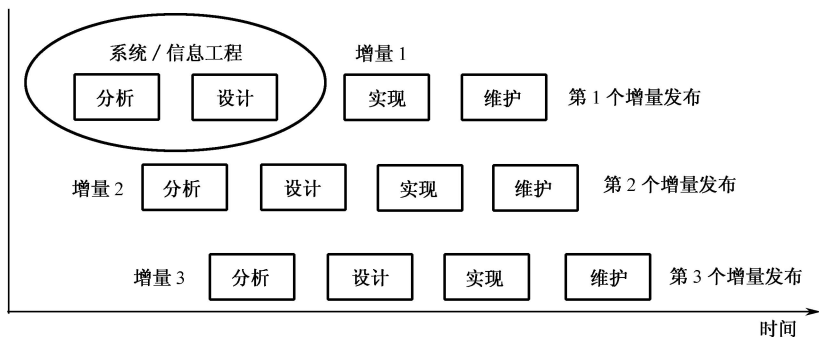 系统/信息工程 增量1
分析 设计 实现 维护 第1个增量发布
增量2 分析 设计 实现 维护 第2个增量发布
增量3 分析 设计 实现 维护 第3个增量发布
时间